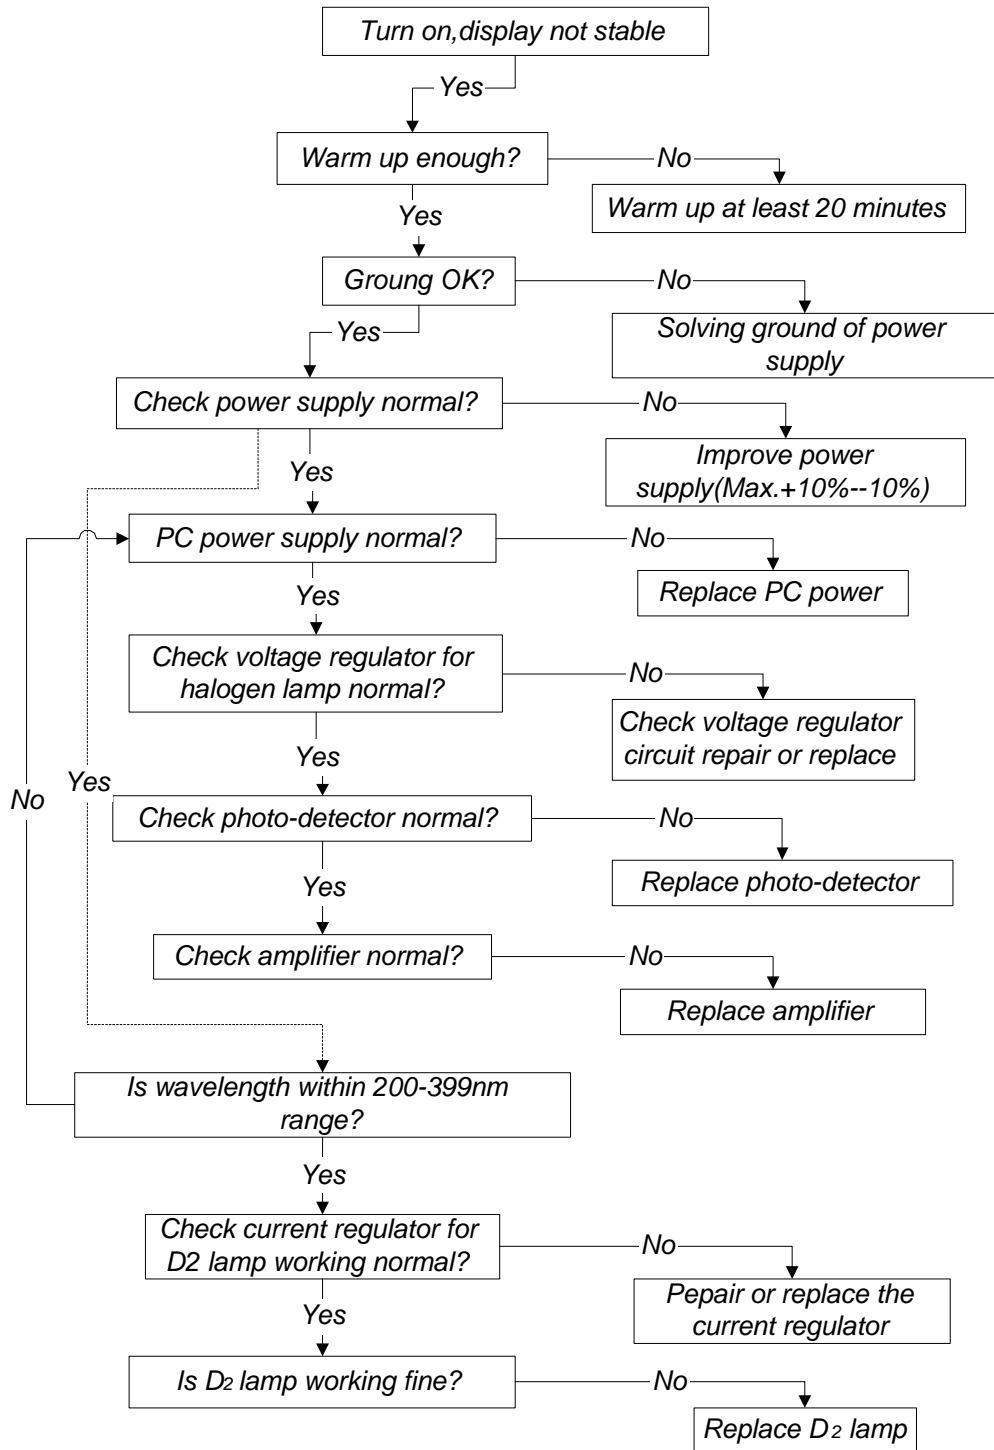 Turn on,display not stable
Yes
Warm up enough?
No
Warm up at least 20 minutes
Yes
Groung OK?
No
Solving ground of power
supply
Yes
Check power supply normal?
No
Improve power
supply(Max.+10%--10%)
Yes
PC power supply normal?
No
Replace PC power
Yes
Check voltage regulator for
halogen lamp normal?
No
Check voltage regulator
circuit repair or replace
Yes
Yes
No
Check photo-detector normal?
No
Replace photo-detector
Yes
Check amplifier normal?
No
Replace amplifier
Is wavelength within 200-399nm
range?
Yes
Check current regulator for
D2 lamp working normal?
No
Pepair or replace the
current regulator
Yes
Is D2 lamp working fine?
No
Replace D2 lamp